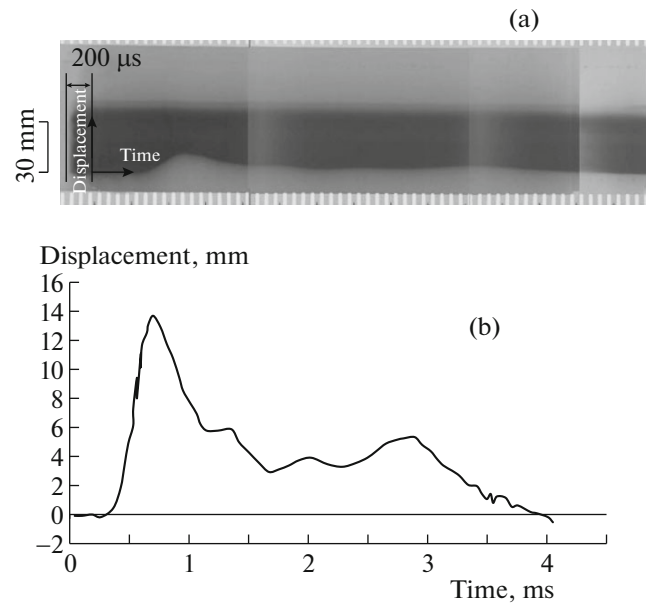 (a)
200 μs
Displacement
Time
30 mm
Displacement, mm
16
14
(b)
12
10
8
6
4
2
0
−2
0 1 2 3 4
Time, ms